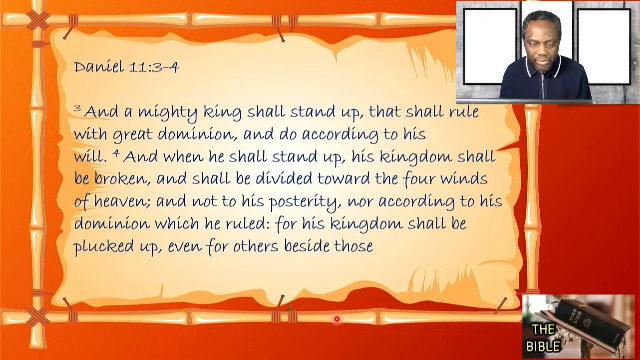 Daniel 11:3-4
3 And a mighty king shall stand up, that shall rule
with great dominion, and do according to his
will. 4 And when he shall stand up, his kingdom shall
be broken, and shall be divided toward the four winds
of heaven; and not to his posterity, nor according to his
dominion which he ruled: for his kingdom shall be
plucked up, even for others beside those
THE
BIBLE